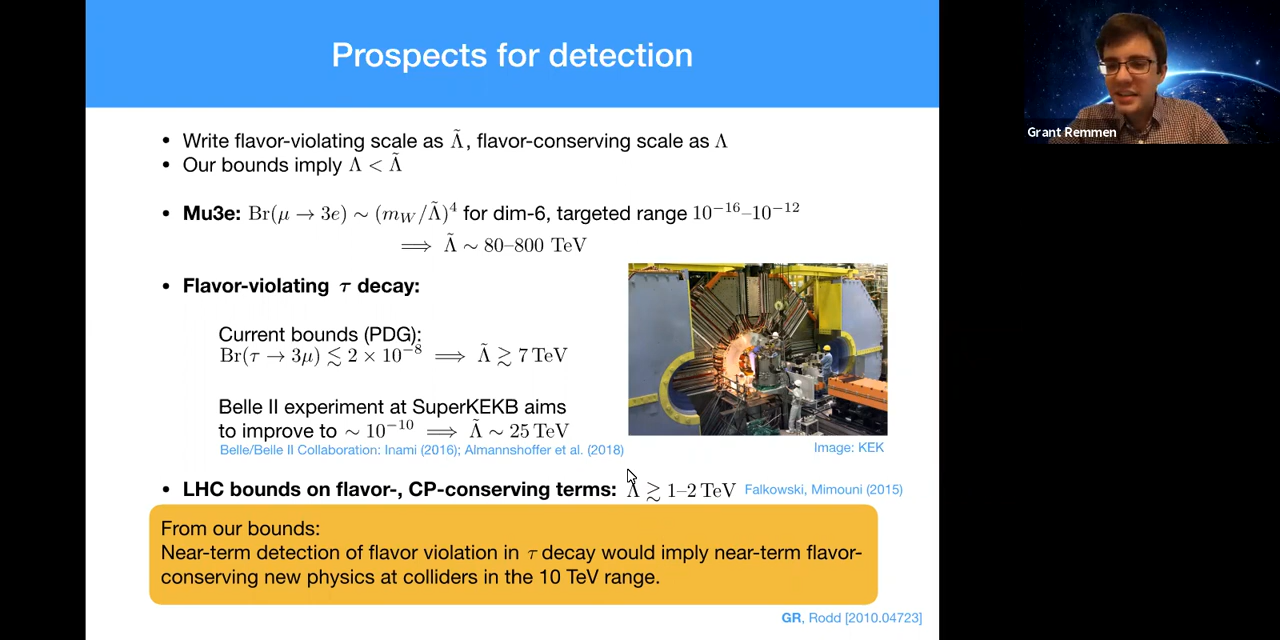 Prospects for detection
Grant Remmen
• Write flavor-violating scale as Λ̃, flavor-conserving scale as Λ
• Our bounds imply Λ < Λ̃
• Mu3e: Br(μ → 3e) ∼ (m_W/Λ̃)⁴ for dim-6, targeted range 10⁻¹⁶–10⁻¹²
⟹ Λ̃ ∼ 80–800 TeV
• Flavor-violating τ decay:
Current bounds (PDG):
Br(τ → 3μ) ≲ 2 × 10⁻⁸ ⟹ Λ̃ ≳ 7 TeV
Belle II experiment at SuperKEKB aims
to improve to ∼ 10⁻¹⁰ ⟹ Λ̃ ∼ 25 TeV
Belle/Belle II Collaboration: Inami (2016); Almannshoffer et al. (2018)
Image: KEK
• LHC bounds on flavor-, CP-conserving terms: Λ ≳ 1–2 TeV Falkowski, Mimouni (2015)
From our bounds:
Near-term detection of flavor violation in τ decay would imply near-term flavor-
conserving new physics at colliders in the 10 TeV range.
GR, Rodd [2010.04723]